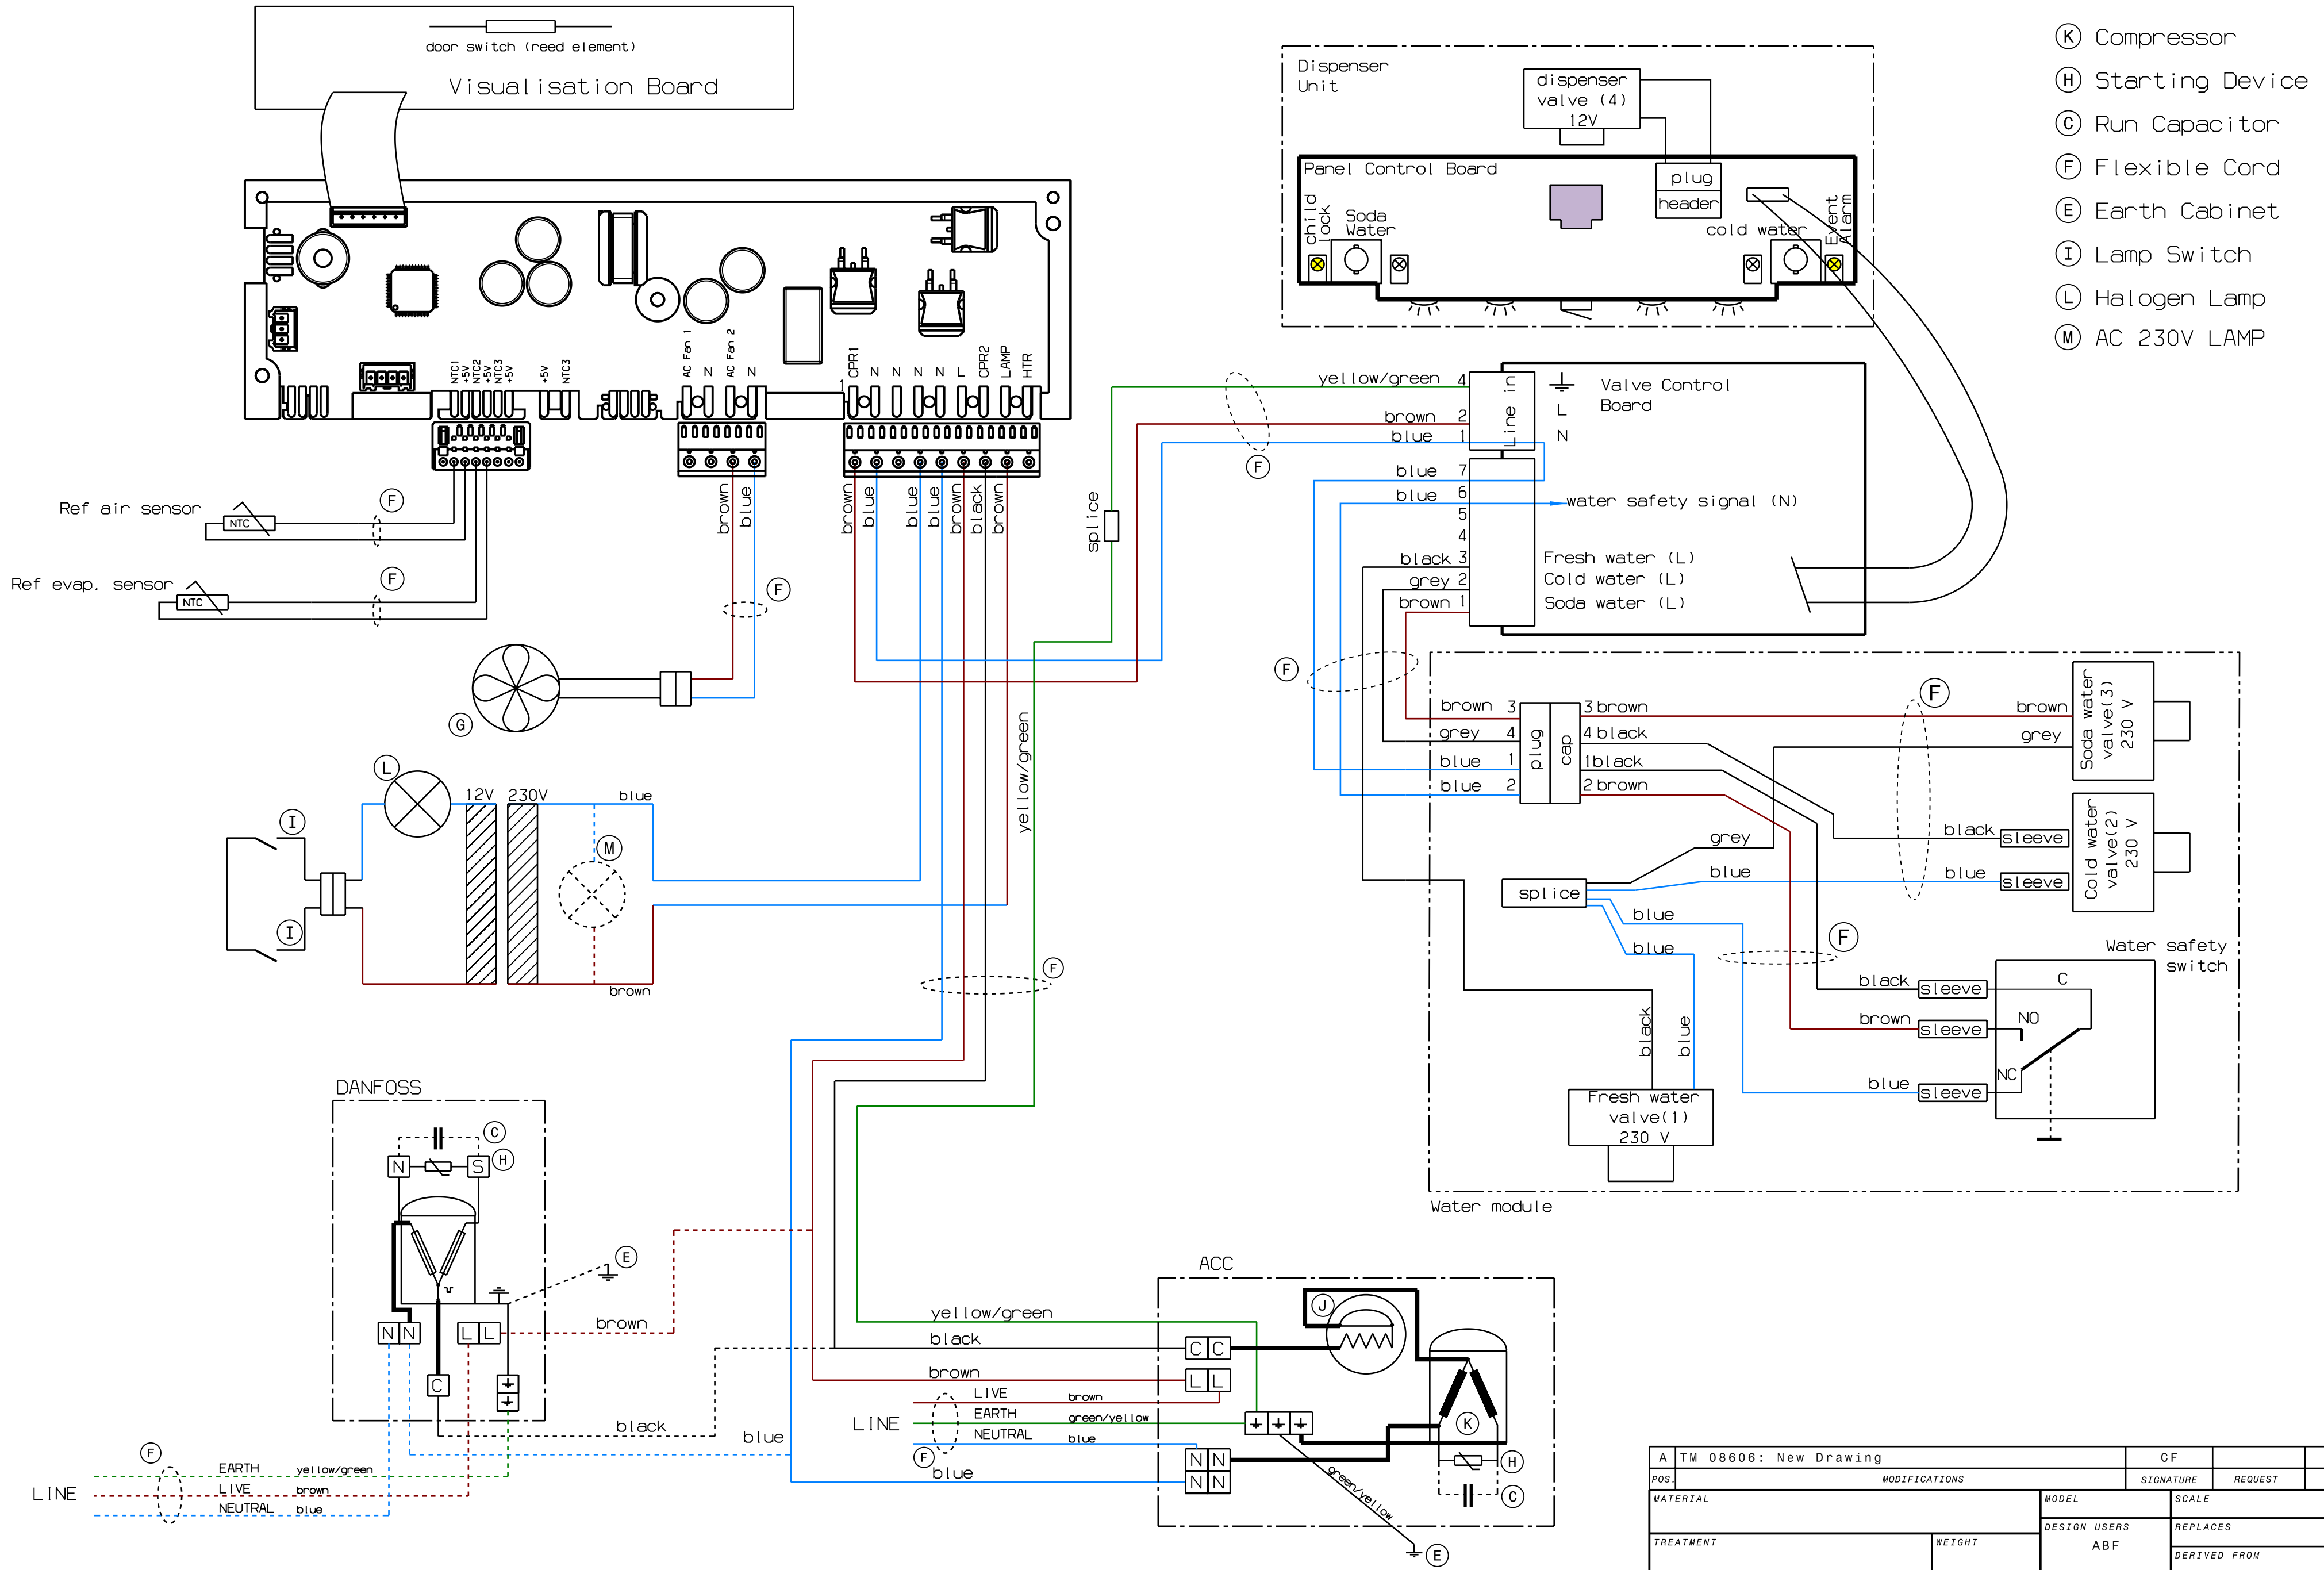 door switch (reed element)
Visualisation Board
NTC1
+5V
NTC2
+5V
NTC3
+5V
+5V
NTC3
AC Fan 1
N
AC Fan 2
N
1
CPR1
N
N
N
N
L
CPR2
LAMP
HTR
brown
blue
brown
blue
blue
blue
brown
black
brown
Ref air sensor
NTC
F
Ref evap. sensor
NTC
F
F
G
L
12V
230V
blue
I
M
I
brown
yellow/green
splice
F
Dispenser
Unit
dispenser
valve (4)
12V
Panel Control Board
plug
header
child
lock
Soda
Water
cold water
Event
Alarm
K Compressor
H Starting Device
C Run Capacitor
F Flexible Cord
E Earth Cabinet
I Lamp Switch
L Halogen Lamp
M AC 230V LAMP
yellow/green 4
brown 2
blue 1
Line in
L
N
Valve Control
Board
F
blue 7
blue 6
water safety signal (N)
5
4
black 3 Fresh water (L)
grey 2 Cold water (L)
brown 1 Soda water (L)
F
brown 3
grey 4
blue 1
blue 2
plug
cap
3 brown
4 black
1 black
2 brown
F
brown
grey
Soda water
valve(3)
230 V
grey
black
sleeve
blue
blue
sleeve
Cold water
valve(2)
230 V
splice
blue
blue
F
Water safety
switch
black
sleeve
C
brown
sleeve
NO
NC
blue
sleeve
black
blue
Fresh water
valve(1)
230 V
Water module
DANFOSS
C
N
S
H
E
N N
L L
brown
C
black
blue
F
LINE
EARTH yellow/green
LIVE brown
NEUTRAL blue
ACC
yellow/green
black
C C
J
brown
L L
LINE
LIVE brown
EARTH green/yellow
NEUTRAL blue
F
blue
N N
N N
K
H
C
green/yellow
E
A TM 08606: New Drawing CF
POS. MODIFICATIONS SIGNATURE REQUEST
MATERIAL
MODEL
SCALE
DESIGN USERS
ABF
REPLACES
TREATMENT
WEIGHT
DERIVED FROM